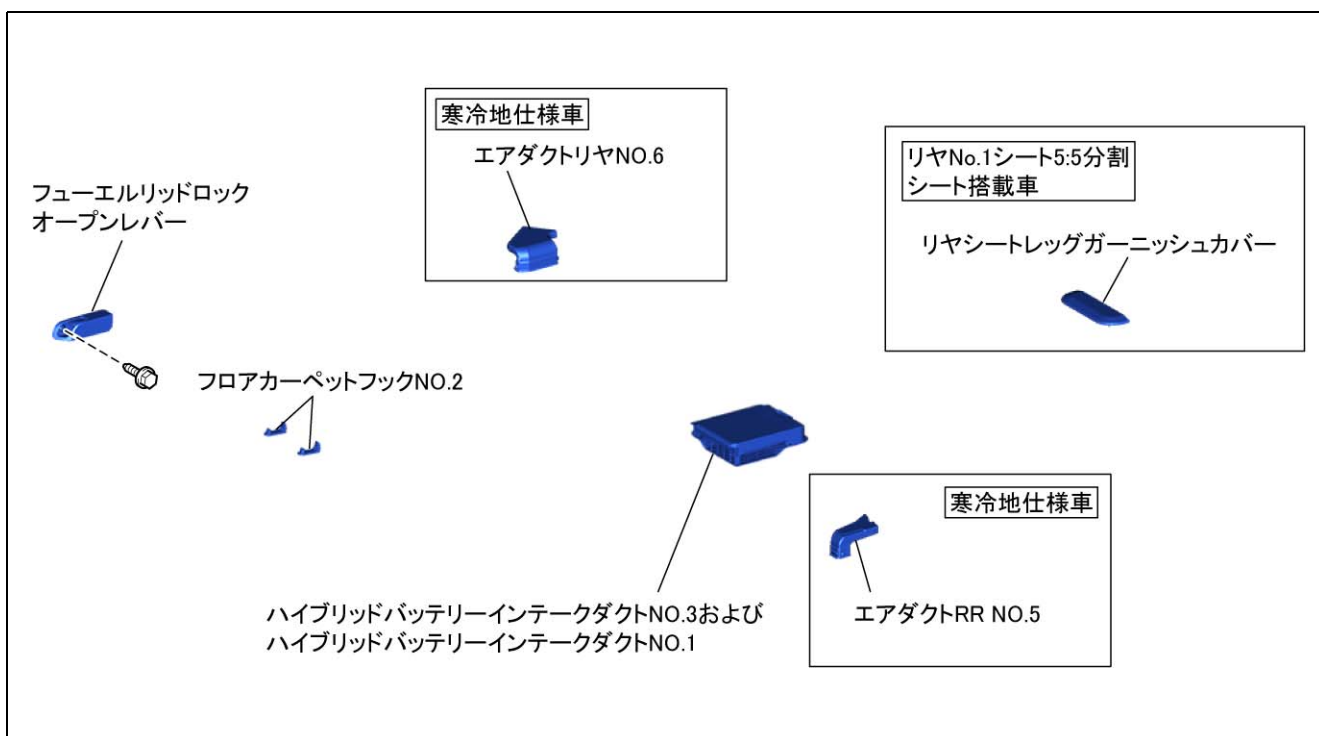 寒冷地仕様車
エアダクトリヤNO.6
リヤNo.1シート5:5分割
シート搭載車
リヤシートレッグガーニッシュカバー
フューエルリッドロック
オープンレバー
フロアカーペットフックNO.2
寒冷地仕様車
エアダクトRR NO.5
ハイブリッドバッテリーインテークダクトNO.3および
ハイブリッドバッテリーインテークダクトNO.1